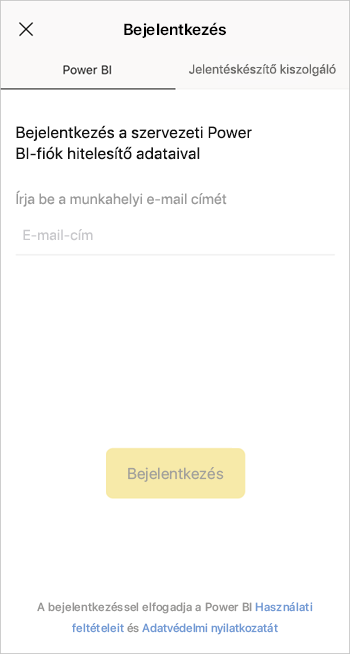 Bejelentkezés
Power BI
Jelentéskészítő kiszolgáló
Bejelentkezés a szervezeti Power
BI-fiók hitelesítő adataival
Írja be a munkahelyi e-mail címét
E-mail-cím
Bejelentkezés
A bejelentkezéssel elfogadja a Power BI Használati
feltételeit és Adatvédelmi nyilatkozatát